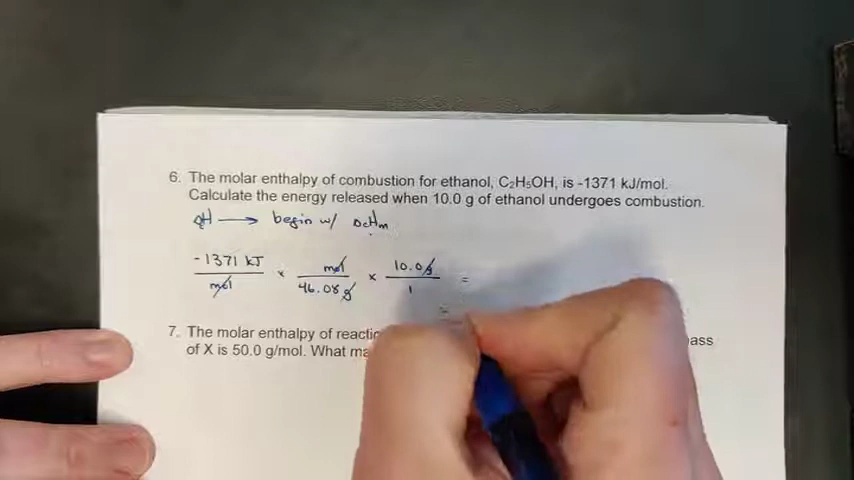 6. The molar enthalpy of combustion for ethanol, C₂H₅OH, is -1371 kJ/mol.
Calculate the energy released when 10.0 g of ethanol undergoes combustion.
ΔH → begin w/ ΔcHm
-1371 kJ / mol × mol / 46.08 g × 10.0 g / 1 =
=
7. The molar enthalpy of ass
of X is 50.0 g/mol. What